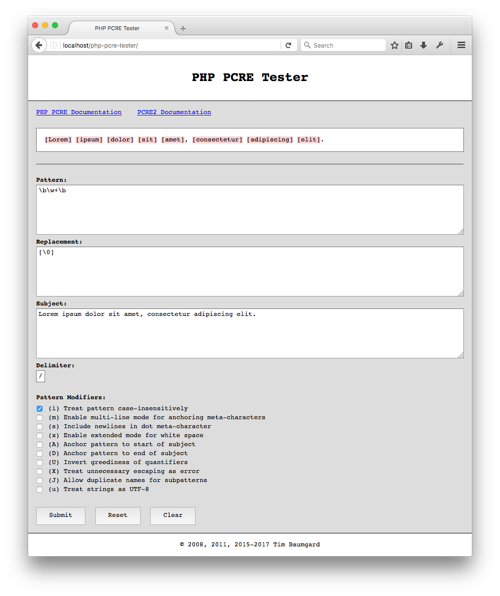 PHP PCRE Tester
localhost/php-pcre-tester/
Search
PHP PCRE Tester
PHP PCRE Documentation PCRE2 Documentation
[Lorem] [ipsum] [dolor] [sit] [amet], [consectetur] [adipiscing] [elit].
Pattern:
\b\w+\b
Replacement:
[\0]
Subject:
Lorem ipsum dolor sit amet, consectetur adipiscing elit.
Delimiter:
/
Pattern Modifiers:
(i) Treat pattern case-insensitively
(m) Enable multi-line mode for anchoring meta-characters
(s) Include newlines in dot meta-character
(x) Enable extended mode for white space
(A) Anchor pattern to start of subject
(D) Anchor pattern to end of subject
(U) Invert greediness of quantifiers
(X) Treat unnecessary escaping as error
(J) Allow duplicate names for subpatterns
(u) Treat strings as UTF-8
Submit Reset Clear
© 2008, 2011, 2015-2017 Tim Baumgard